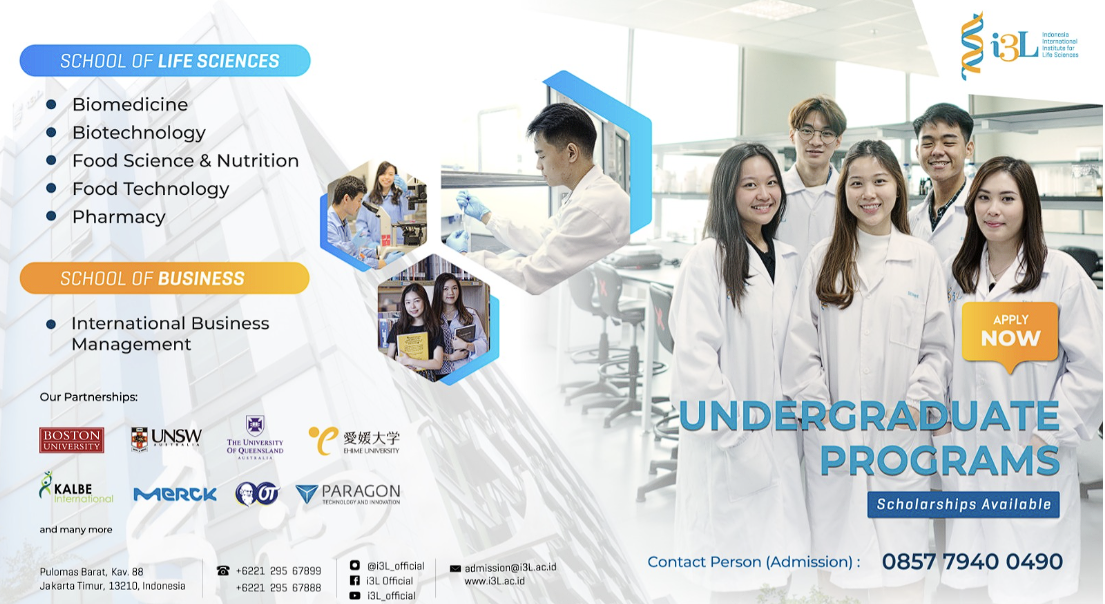 SCHOOL OF LIFE SCIENCES
Biomedicine
Biotechnology
Food Science & Nutrition
Food Technology
Pharmacy
SCHOOL OF BUSINESS
International Business
Management
Our Partnerships:
BOSTON
UNIVERSITY
UNSW
AUSTRALIA
THE UNIVERSITY
OF QUEENSLAND
AUSTRALIA
愛媛大学
EHIME UNIVERSITY
KALBE
International
MERCK
OT
PARAGON
TECHNOLOGY AND INNOVATION
and many more
Pulomas Barat, Kav. 88
Jakarta Timur, 13210, Indonesia
+6221 295 67899
+6221 295 67888
@i3L_official
i3L Official
i3L_official
admission@i3L.ac.id
www.i3L.ac.id
i3L
Indonesia
International
Institute for
Life Sciences
APPLY
NOW
UNDERGRADUATE
PROGRAMS
Scholarships Available
Contact Person (Admission) : 0857 7940 0490